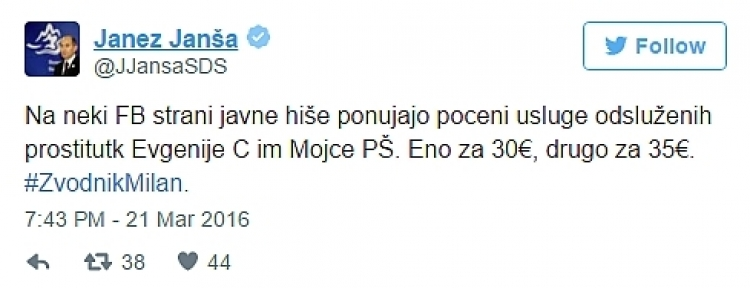 Janez Janša
@JJansaSDS
Follow
Na neki FB strani javne hiše ponujajo poceni usluge odsluženih
prostitutk Evgenije C im Mojce PŠ. Eno za 30€, drugo za 35€.
#ZvodnikMilan.
7:43 PM - 21 Mar 2016
38 44